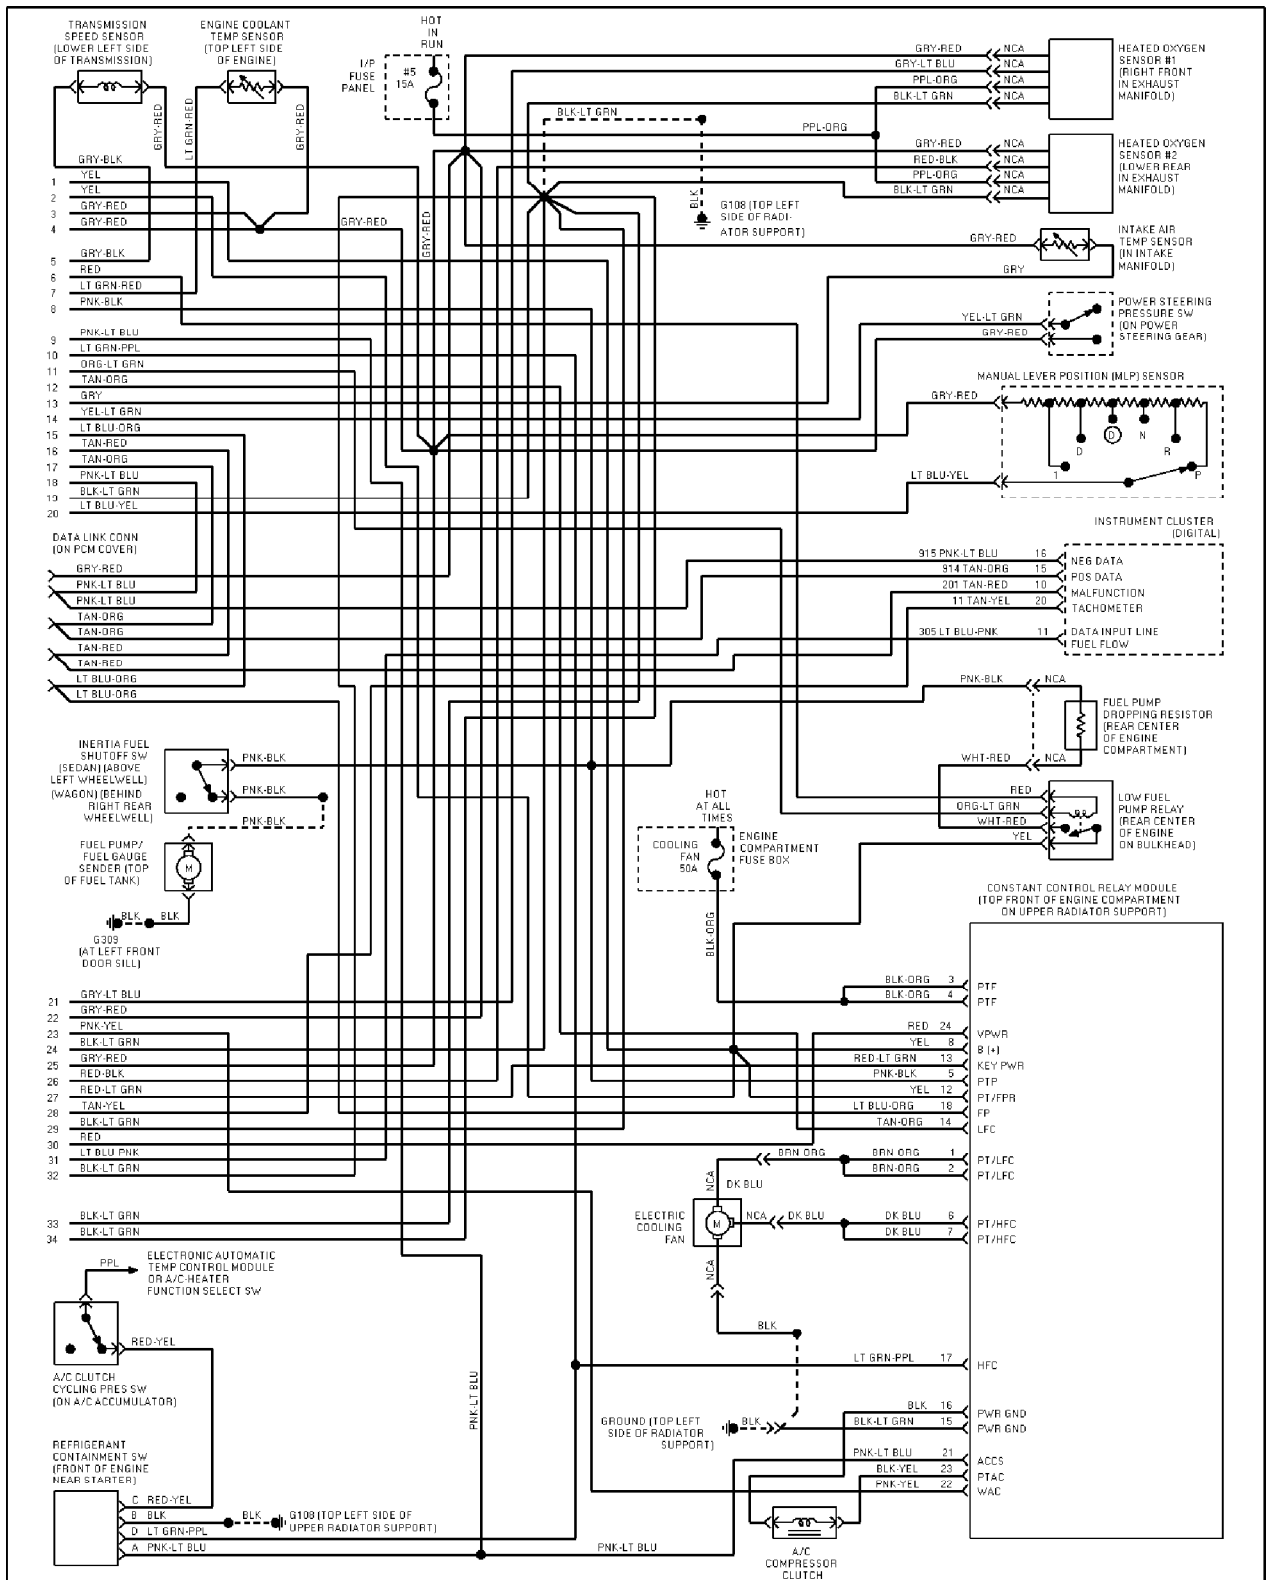 TRANSMISSION
SPEED SENSOR
(LOWER LEFT SIDE
OF TRANSMISSION)
ENGINE COOLANT
TEMP SENSOR
(TOP LEFT SIDE
OF ENGINE)
HOT
IN
RUN
I/P
FUSE
PANEL
#5
15A
GRY-RED
LT GRN-RED
GRY-RED
BLK-LT GRN
PPL-ORG
GRY-RED NCA
GRY-LT BLU NCA
PPL-ORG NCA
BLK-LT GRN NCA
HEATED OXYGEN
SENSOR #1
(RIGHT FRONT
IN EXHAUST
MANIFOLD)
GRY-RED NCA
RED-BLK NCA
PPL-ORG NCA
BLK-LT GRN NCA
HEATED OXYGEN
SENSOR #2
(LOWER REAR
IN EXHAUST
MANIFOLD)
BLK
G108 (TOP LEFT
SIDE OF RADI-
ATOR SUPPORT)
GRY-RED
GRY
INTAKE AIR
TEMP SENSOR
(IN INTAKE
MANIFOLD)
YEL-LT GRN
GRY-RED
POWER STEERING
PRESSURE SW
(ON POWER
STEERING GEAR)
GRY-RED
GRY-RED
GRY-BLK
1 YEL
2 YEL
3 GRY-RED
4 GRY-RED
5 GRY-BLK
6 RED
7 LT GRN-RED
8 PNK-BLK
9 PNK-LT BLU
10 LT GRN-PPL
11 ORG-LT GRN
12 TAN-ORG
13 GRY
14 YEL-LT GRN
15 LT BLU-ORG
16 TAN-RED
17 TAN-ORG
18 PNK-LT BLU
19 BLK-LT GRN
20 LT BLU-YEL
MANUAL LEVER POSITION (MLP) SENSOR
GRY-RED
LT BLU-YEL
1
D
D
N
R
P
DATA LINK CONN
(ON PCM COVER)
GRY-RED
PNK-LT BLU
PNK-LT BLU
TAN-ORG
TAN-ORG
TAN-RED
TAN-RED
LT BLU-ORG
LT BLU-ORG
INSTRUMENT CLUSTER
(DIGITAL)
915 PNK-LT BLU 16 NEG DATA
914 TAN-ORG 15 POS DATA
201 TAN-RED 10 MALFUNCTION
11 TAN-YEL 20 TACHOMETER
305 LT BLU-PNK 11 DATA INPUT LINE
FUEL FLOW
PNK-BLK NCA
WHT-RED NCA
FUEL PUMP
DROPPING RESISTOR
(REAR CENTER
OF ENGINE
COMPARTMENT)
INERTIA FUEL
SHUTOFF SW
(SEDAN) (ABOVE
LEFT WHEELWELL)
(WAGON) (BEHIND
RIGHT REAR
WHEELWELL)
PNK-BLK
PNK-BLK
PNK-BLK
FUEL PUMP/
FUEL GAUGE
SENDER (TOP
OF FUEL TANK)
M
BLK BLK
G309
(AT LEFT FRONT
DOOR SILL)
HOT
AT ALL
TIMES
COOLING
FAN
50A
ENGINE
COMPARTMENT
FUSE BOX
BLK-ORG
RED
ORG-LT GRN
WHT-RED
YEL
LOW FUEL
PUMP RELAY
(REAR CENTER
OF ENGINE
ON BULKHEAD)
CONSTANT CONTROL RELAY MODULE
(TOP FRONT OF ENGINE COMPARTMENT
ON UPPER RADIATOR SUPPORT)
21 GRY-LT BLU
22 GRY-RED
23 PNK-YEL
24 BLK-LT GRN
25 GRY-RED
26 RED-BLK
27 RED-LT GRN
28 TAN-YEL
29 BLK-LT GRN
30 RED
31 LT BLU PNK
32 BLK-LT GRN
33 BLK-LT GRN
34 BLK-LT GRN
BLK-ORG 3 PTF
BLK-ORG 4 PTF
RED 24 VPWR
YEL 8 B (+)
RED-LT GRN 13 KEY PWR
PNK-BLK 5 PTP
YEL 12 PT/FPR
LT BLU-ORG 18 FP
TAN-ORG 14 LFC
BRN ORG BRN ORG 1 PT/LFC
BRN-ORG 2 PT/LFC
NCA
DK BLU
ELECTRIC
COOLING
FAN
M
NCA DK BLU DK BLU 6 PT/HFC
DK BLU 7 PT/HFC
NCA
BLK
LT GRN-PPL 17 HFC
GROUND (TOP LEFT
SIDE OF RADIATOR
SUPPORT)
BLK
BLK 16 PWR GND
BLK-LT GRN 15 PWR GND
PNK-LT BLU 21 ACCS
BLK-YEL 23 PTAC
PNK-YEL 22 WAC
PPL
ELECTRONIC AUTOMATIC
TEMP CONTROL MODULE
OR A/C-HEATER
FUNCTION SELECT SW
RED-YEL
A/C CLUTCH
CYCLING PRES SW
(ON A/C ACCUMULATOR)
PNK-LT BLU
REFRIGERANT
CONTAINMENT SW
(FRONT OF ENGINE
NEAR STARTER)
C RED-YEL
B BLK
BLK
G108 (TOP LEFT SIDE OF
UPPER RADIATOR SUPPORT)
D LT GRN-PPL
A PNK-LT BLU
PNK-LT BLU
A/C
COMPRESSOR
CLUTCH